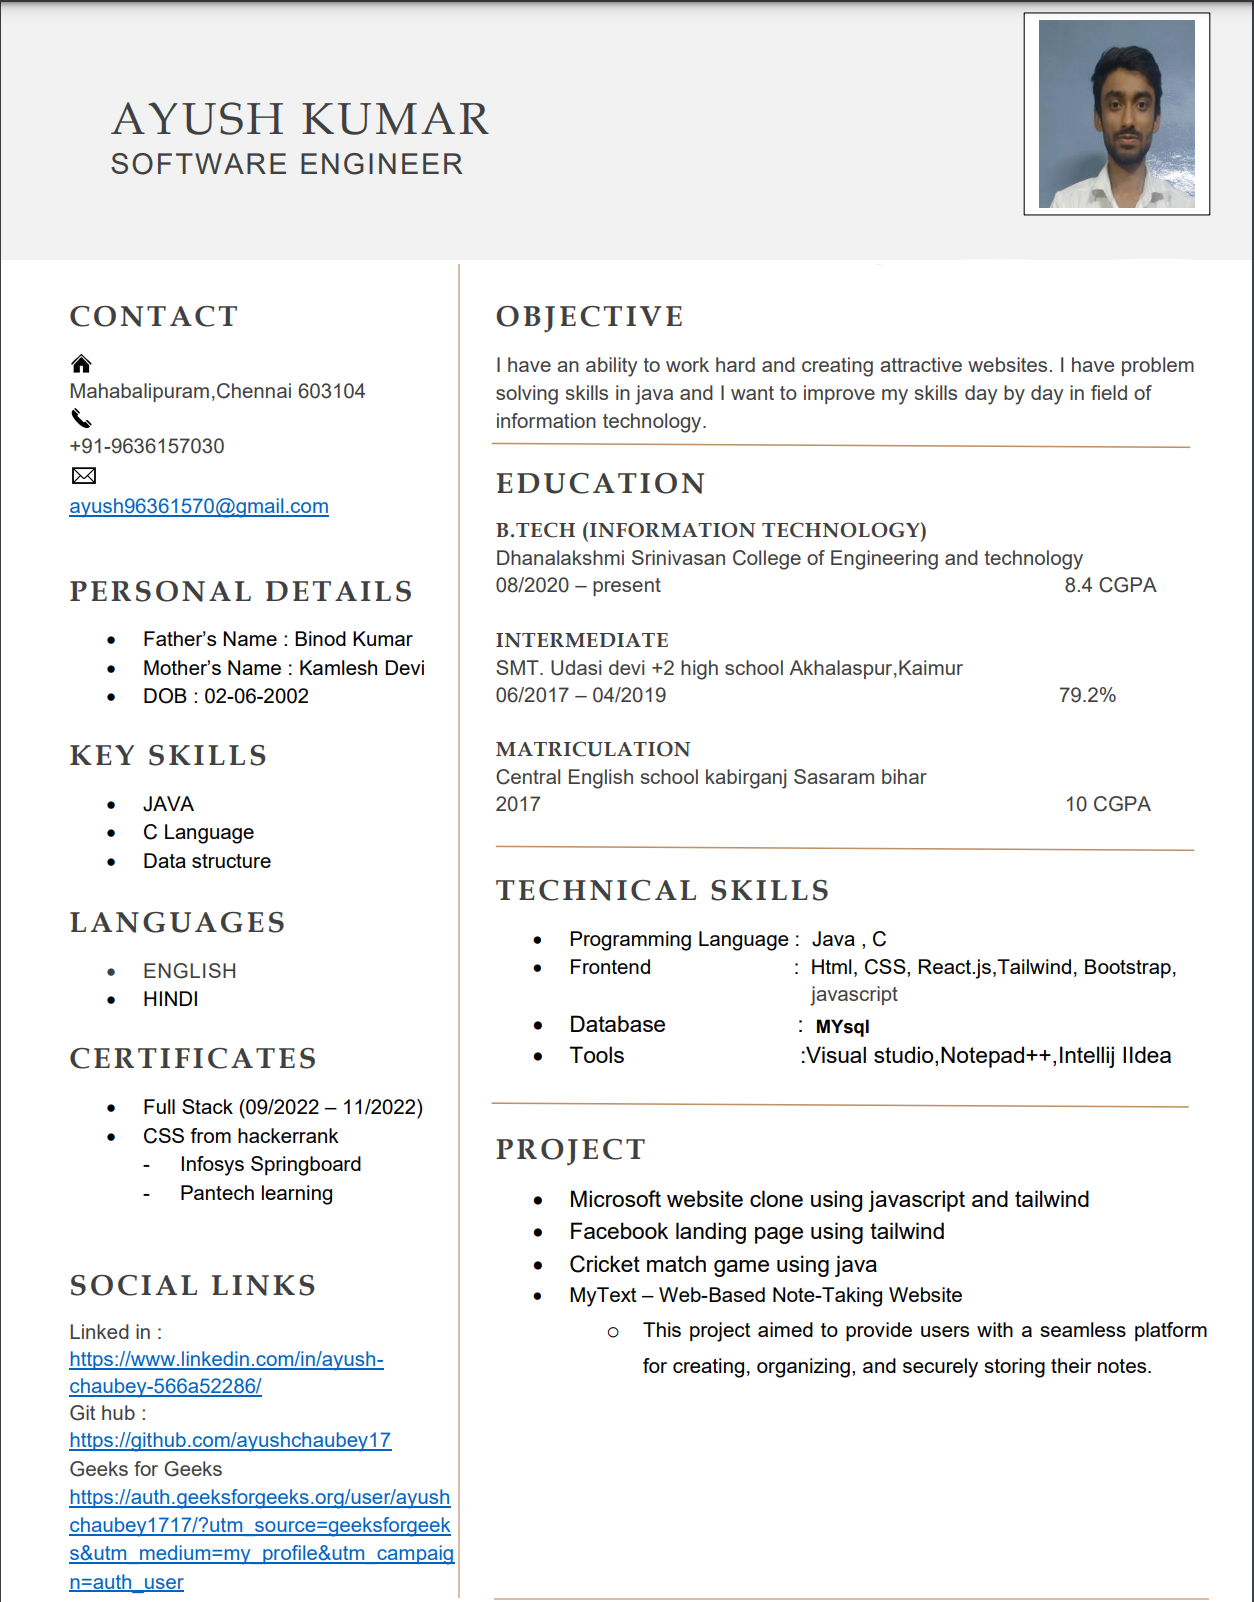 AYUSH KUMAR
SOFTWARE ENGINEER
CONTACT
Mahabalipuram,Chennai 603104
+91-9636157030
ayush96361570@gmail.com
PERSONAL DETAILS
• Father’s Name : Binod Kumar
• Mother’s Name : Kamlesh Devi
• DOB : 02-06-2002
KEY SKILLS
• JAVA
• C Language
• Data structure
LANGUAGES
• ENGLISH
• HINDI
CERTIFICATES
• Full Stack (09/2022 – 11/2022)
• CSS from hackerrank
- Infosys Springboard
- Pantech learning
SOCIAL LINKS
Linked in :
https://www.linkedin.com/in/ayush-
chaubey-566a52286/
Git hub :
https://github.com/ayushchaubey17
Geeks for Geeks
https://auth.geeksforgeeks.org/user/ayush
chaubey1717/?utm_source=geeksforgeek
s&utm_medium=my_profile&utm_campaig
n=auth_user
OBJECTIVE
I have an ability to work hard and creating attractive websites. I have problem
solving skills in java and I want to improve my skills day by day in field of
information technology.
EDUCATION
B.TECH (INFORMATION TECHNOLOGY)
Dhanalakshmi Srinivasan College of Engineering and technology
08/2020 – present 8.4 CGPA
INTERMEDIATE
SMT. Udasi devi +2 high school Akhalaspur,Kaimur
06/2017 – 04/2019 79.2%
MATRICULATION
Central English school kabirganj Sasaram bihar
2017 10 CGPA
TECHNICAL SKILLS
• Programming Language : Java , C
• Frontend : Html, CSS, React.js,Tailwind, Bootstrap,
javascript
• Database : MYsql
• Tools :Visual studio,Notepad++,Intellij IIdea
PROJECT
• Microsoft website clone using javascript and tailwind
• Facebook landing page using tailwind
• Cricket match game using java
• MyText – Web-Based Note-Taking Website
o This project aimed to provide users with a seamless platform
for creating, organizing, and securely storing their notes.